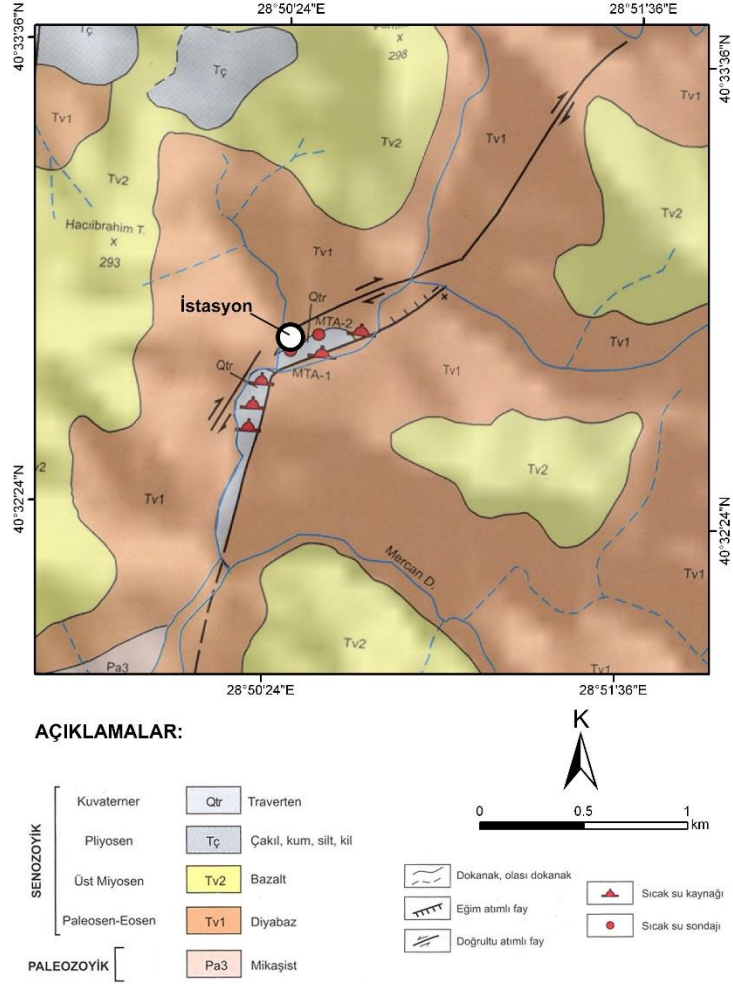 28°50'24"E 28°51'36"E
40°33'36"N
40°33'36"N
Tç
298
Tç
Tv1
Tv1
Tv1
Tv2
Tv2
Tv2
Hacıibrahim T.
293
Tv1
Qtr
İstasyon
MTA-2
Tv1
Qtr
MTA-1
Tv1
Tv2
40°32'24"N
Tv1
40°32'24"N
Mercan D.
Tv1
Tv2
Pa3
Tv1
28°50'24"E 28°51'36"E
AÇIKLAMALAR:
K
0 0.5 1
km
SENOZOYİK
Kuvaterner Qtr Traverten
Pliyosen Tç Çakıl, kum, silt, kil
Üst Miyosen Tv2 Bazalt
Paleosen-Eosen Tv1 Diyabaz
PALEOZOYİK Pa3 Mikaşist
Dokanak, olası dokanak
Eğim atımlı fay
Doğrultu atımlı fay
Sıcak su kaynağı
Sıcak su sondajı